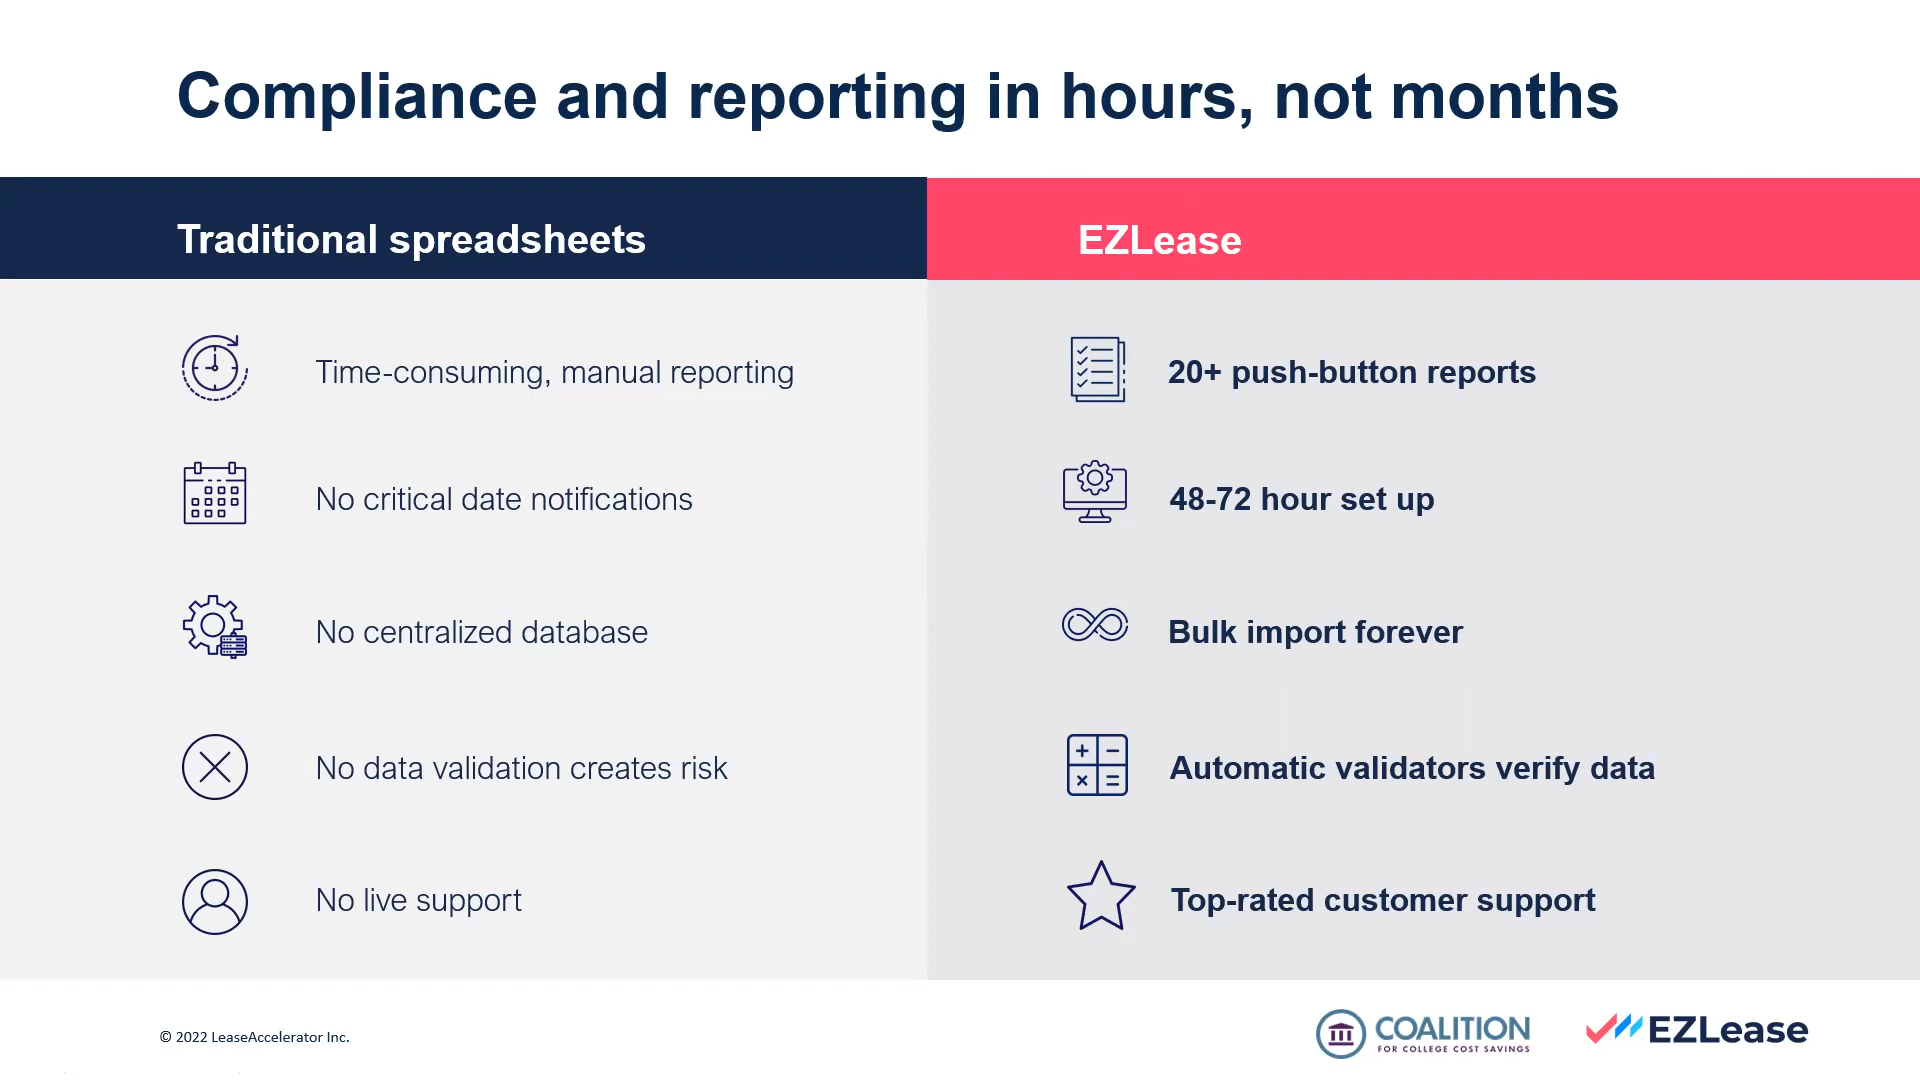 Compliance and reporting in hours, not months
Traditional spreadsheets
EZLease
Time-consuming, manual reporting
20+ push-button reports
No critical date notifications
48-72 hour set up
No centralized database
Bulk import forever
No data validation creates risk
Automatic validators verify data
No live support
Top-rated customer support
© 2022 LeaseAccelerator Inc.
COALITION
FOR COLLEGE COST SAVINGS
EZLease